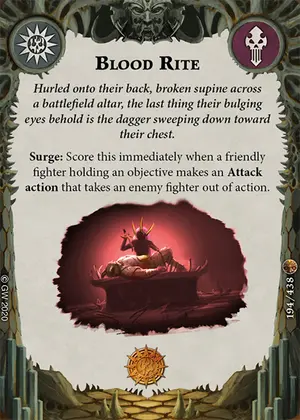 Blood Rite
Hurled onto their back, broken supine across
a battlefield altar, the last thing their bulging
eyes behold is the dagger sweeping down toward
their chest.
Surge: Score this immediately when a friendly
fighter holding an objective makes an Attack
action that takes an enemy fighter out of action.
© GW 2020
194/438